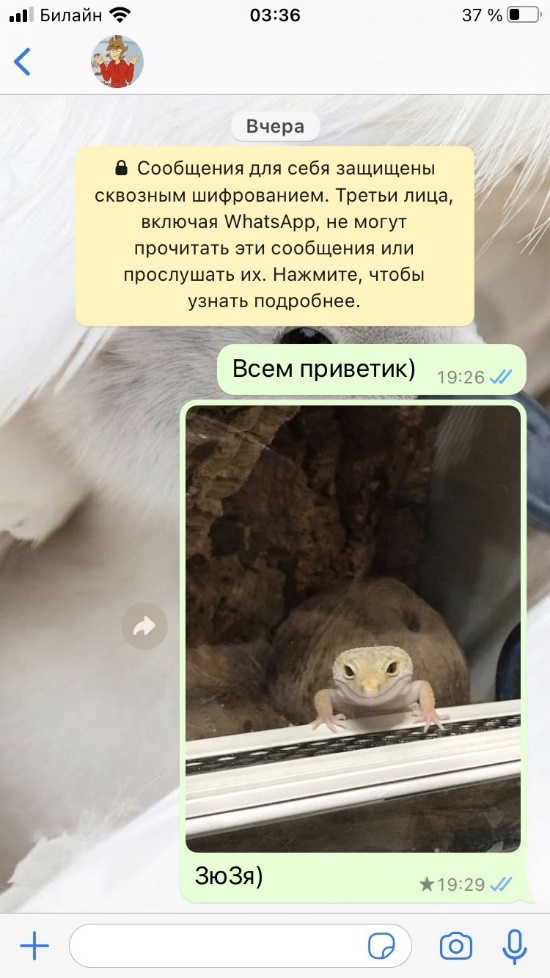 Билайн 03:36 37 %
Вчера
Сообщения для себя защищены
сквозным шифрованием. Третьи лица,
включая WhatsApp, не могут
прочитать эти сообщения или
прослушать их. Нажмите, чтобы
узнать подробнее.
Всем приветик) 19:26
ЗюЗя)
★19:29